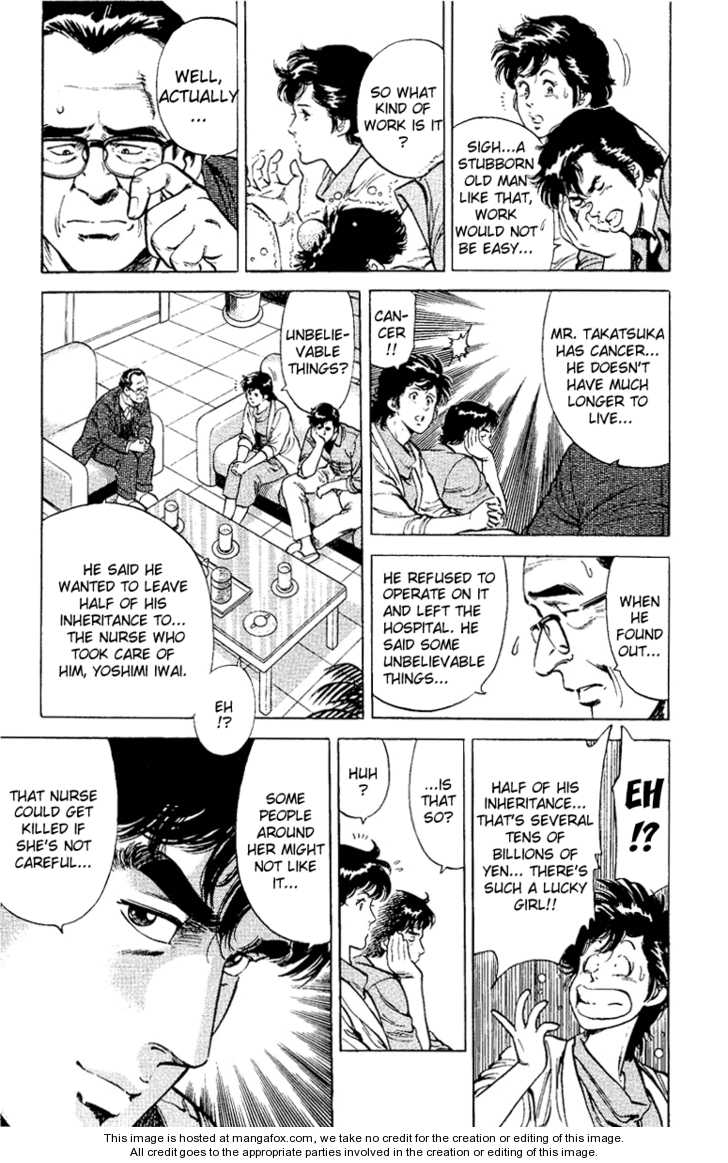 SIGH...A
STUBBORN
OLD MAN
LIKE THAT,
WORK
WOULD NOT
BE EASY...
SO WHAT
KIND OF
WORK IS IT
?
WELL,
ACTUALLY
...
MR. TAKATSUKA
HAS CANCER...
HE DOESN'T
HAVE MUCH
LONGER TO
LIVE...
CAN-
CER
!!
WHEN
HE
FOUND
OUT...
HE REFUSED TO
OPERATE ON IT
AND LEFT THE
HOSPITAL. HE
SAID SOME
UNBELIEVABLE
THINGS...
UNBELIE-
VABLE
THINGS?
HE SAID HE
WANTED TO LEAVE
HALF OF HIS
INHERITANCE TO...
THE NURSE WHO
TOOK CARE OF
HIM, YOSHIMI IWAI.
EH
!?
EH
!?
HALF OF HIS
INHERITANCE...
THAT'S SEVERAL
TENS OF
BILLIONS OF
YEN... THERE'S
SUCH A LUCKY
GIRL!!
...IS
THAT
SO?
HUH
?
SOME
PEOPLE
AROUND
HER MIGHT
NOT LIKE
IT...
THAT NURSE
COULD GET
KILLED IF
SHE'S NOT
CAREFUL...
This image is hosted at mangafox.com, we take no credit for the creation or editing of this image.
All credit goes to the appropriate parties involved in the creation or editing of this image.